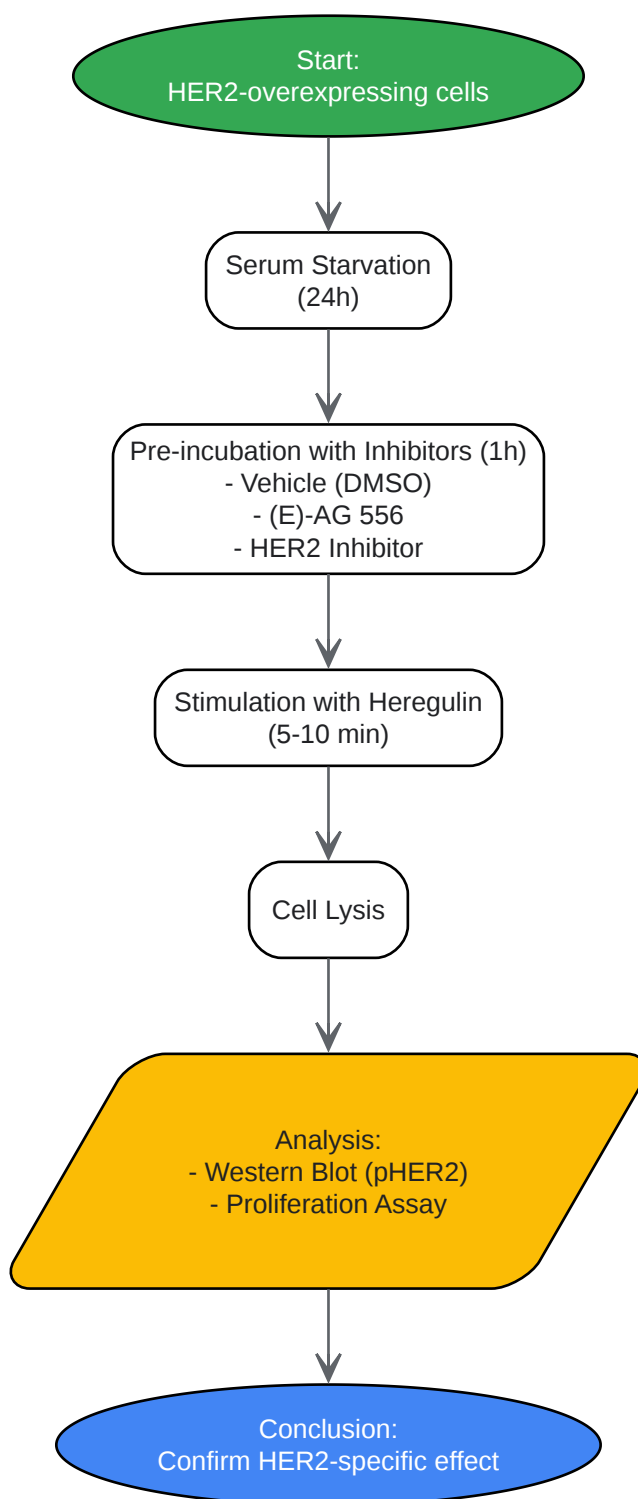 Start:
HER2-overexpressing cells
Serum Starvation
(24h)
Pre-incubation with Inhibitors (1h)
- Vehicle (DMSO)
- (E)-AG 556
- HER2 Inhibitor
Stimulation with Heregulin
(5-10 min)
Cell Lysis
Analysis:
- Western Blot (pHER2)
- Proliferation Assay
Conclusion:
Confirm HER2-specific effect